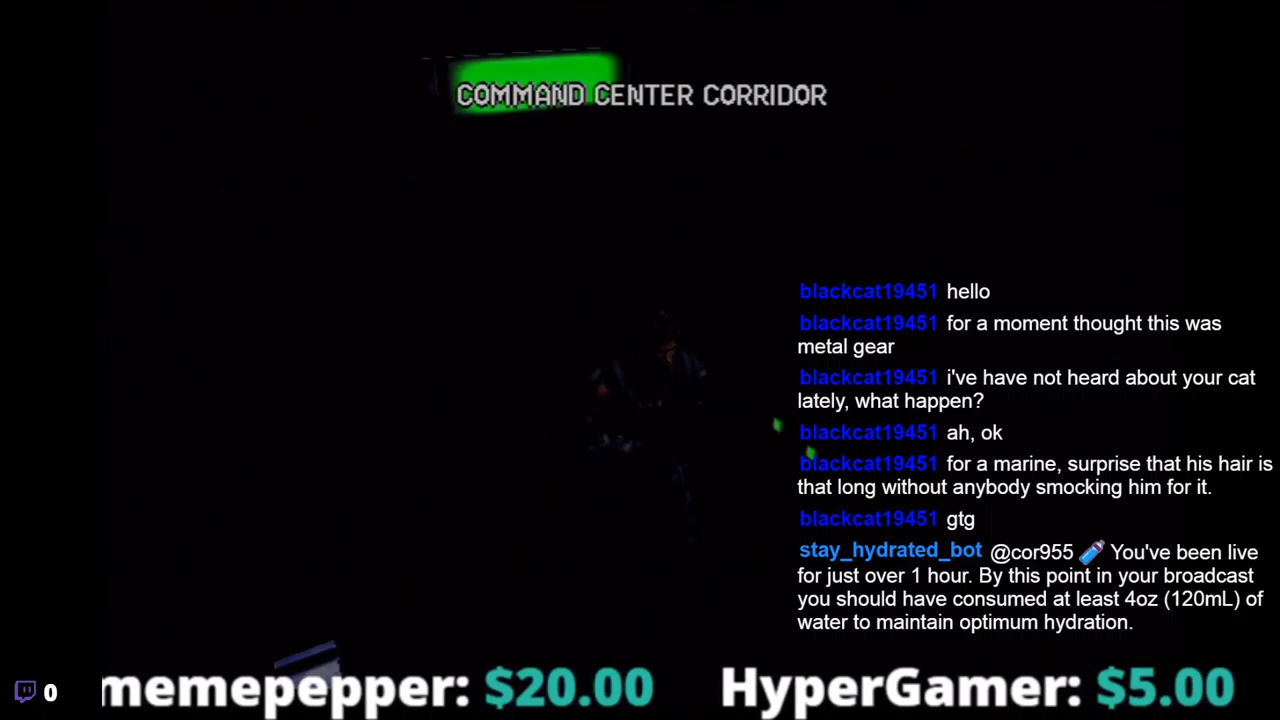 COMMAND CENTER CORRIDOR
blackcat19451 hello
blackcat19451 for a moment thought this was
metal gear
blackcat19451 i've have not heard about your cat
lately, what happen?
blackcat19451 ah, ok
blackcat19451 for a marine, surprise that his hair is
that long without anybody smocking him for it.
blackcat19451 gtg
stay_hydrated_bot @cor955 You've been live
for just over 1 hour. By this point in your broadcast
you should have consumed at least 4oz (120mL) of
water to maintain optimum hydration.
0 memepepper: $20.00 HyperGamer: $5.00